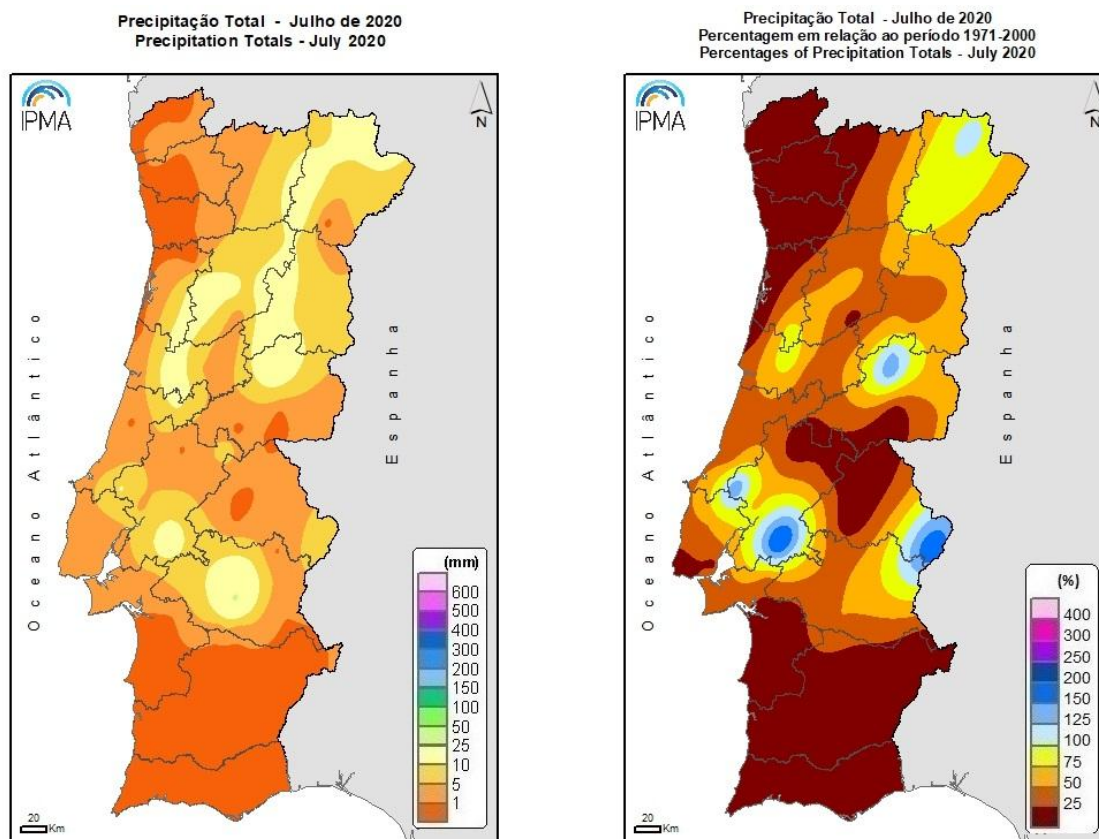 Precipitação Total - Julho de 2020
Precipitation Totals - July 2020
IPMA
N
Oceano Atlântico
Espanha
(mm)
600
500
400
300
200
150
100
50
25
10
5
1
20
Km
Precipitação Total - Julho de 2020
Percentagem em relação ao período 1971-2000
Percentages of Precipitation Totals - July 2020
IPMA
N
Oceano Atlântico
Espanha
(%)
400
300
250
200
150
125
100
75
50
25
20
Km